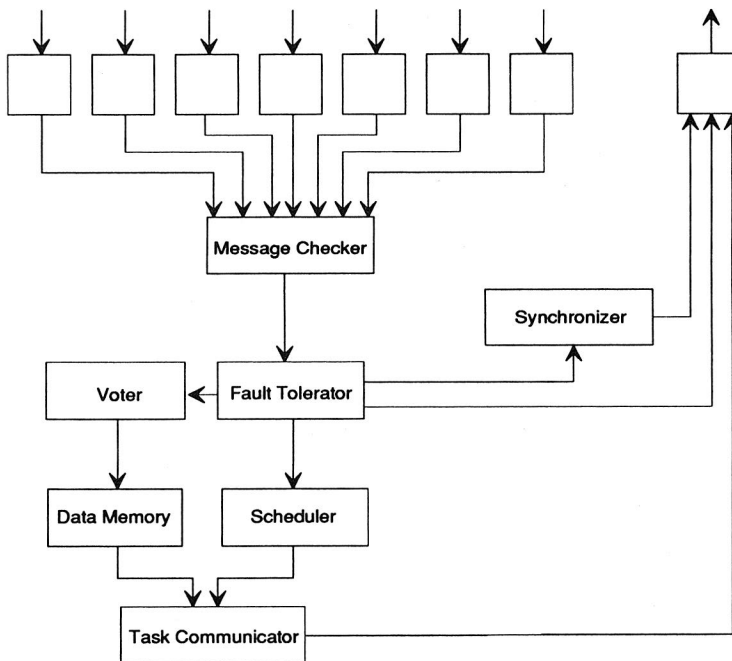 Message Checker
Synchronizer
Voter
Fault Tolerator
Data Memory
Scheduler
Task Communicator